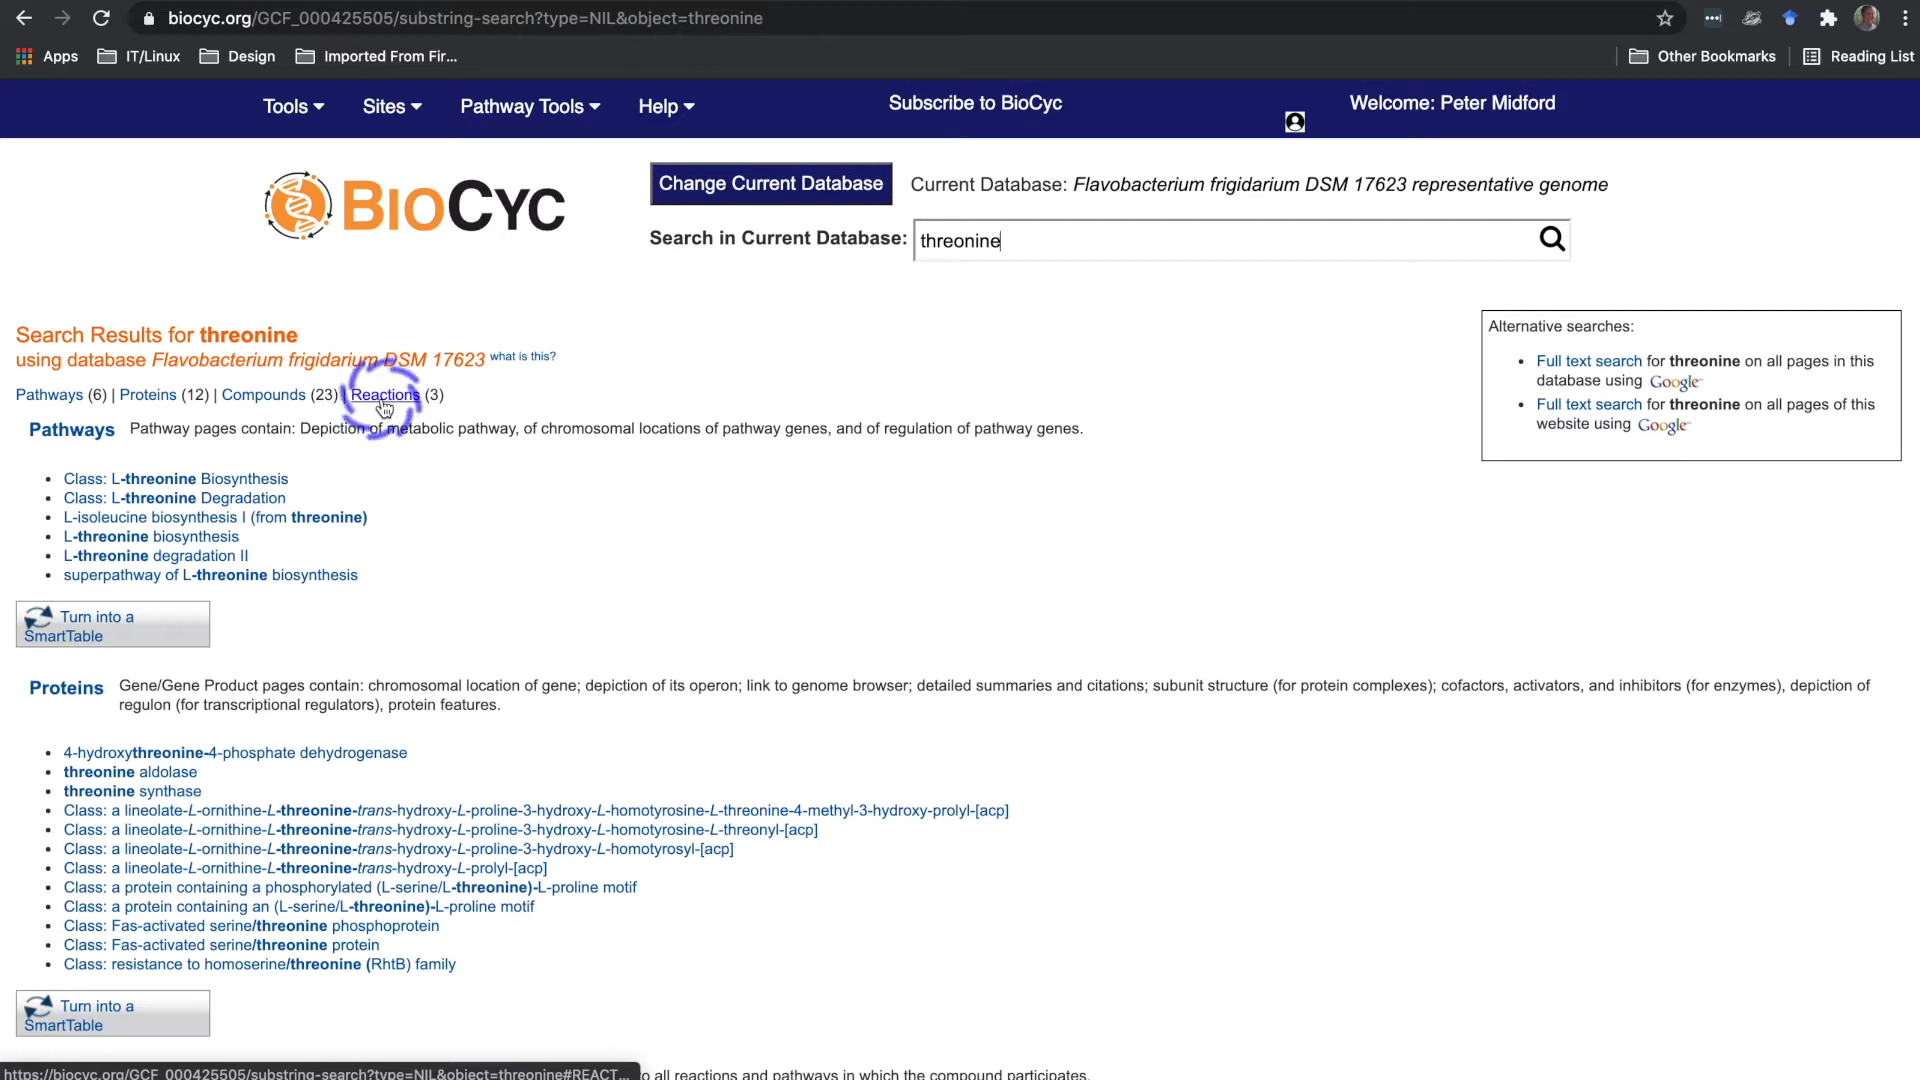 biocyc.org/GCF_000425505/substring-search?type=NIL&object=threonine
Apps IT/Linux Design Imported From Fir... Other Bookmarks Reading List
Tools Sites Pathway Tools Help Subscribe to BioCyc Welcome: Peter Midford
BIOCYC
Change Current Database Current Database: Flavobacterium frigidarium DSM 17623 representative genome
Search in Current Database: threonine
Search Results for threonine
using database Flavobacterium frigidarium DSM 17623 what is this?
Pathways (6) | Proteins (12) | Compounds (23) | Reactions (3)
Pathways Pathway pages contain: Depiction of metabolic pathway, of chromosomal locations of pathway genes, and of regulation of pathway genes.
• Class: L-threonine Biosynthesis
• Class: L-threonine Degradation
• L-isoleucine biosynthesis I (from threonine)
• L-threonine biosynthesis
• L-threonine degradation II
• superpathway of L-threonine biosynthesis
Turn into a
SmartTable
Alternative searches:
• Full text search for threonine on all pages in this
database using Google™
• Full text search for threonine on all pages of this
website using Google™
Proteins Gene/Gene Product pages contain: chromosomal location of gene; depiction of its operon; link to genome browser; detailed summaries and citations; subunit structure (for protein complexes); cofactors, activators, and inhibitors (for enzymes), depiction of
regulon (for transcriptional regulators), protein features.
• 4-hydroxythreonine-4-phosphate dehydrogenase
• threonine aldolase
• threonine synthase
• Class: a lineolate-L-ornithine-L-threonine-trans-hydroxy-L-proline-3-hydroxy-L-homotyrosine-L-threonine-4-methyl-3-hydroxy-prolyl-[acp]
• Class: a lineolate-L-ornithine-L-threonine-trans-hydroxy-L-proline-3-hydroxy-L-homotyrosine-L-threonyl-[acp]
• Class: a lineolate-L-ornithine-L-threonine-trans-hydroxy-L-proline-3-hydroxy-L-homotyrosyl-[acp]
• Class: a lineolate-L-ornithine-L-threonine-trans-hydroxy-L-prolyl-[acp]
• Class: a protein containing a phosphorylated (L-serine/L-threonine)-L-proline motif
• Class: a protein containing an (L-serine/L-threonine)-L-proline motif
• Class: Fas-activated serine/threonine phosphoprotein
• Class: Fas-activated serine/threonine protein
• Class: resistance to homoserine/threonine (RhtB) family
Turn into a
SmartTable
https://biocyc.org/GCF_000425505/substring-search?type=NIL&object=threonine#REACT... to all reactions and pathways in which the compound participates.